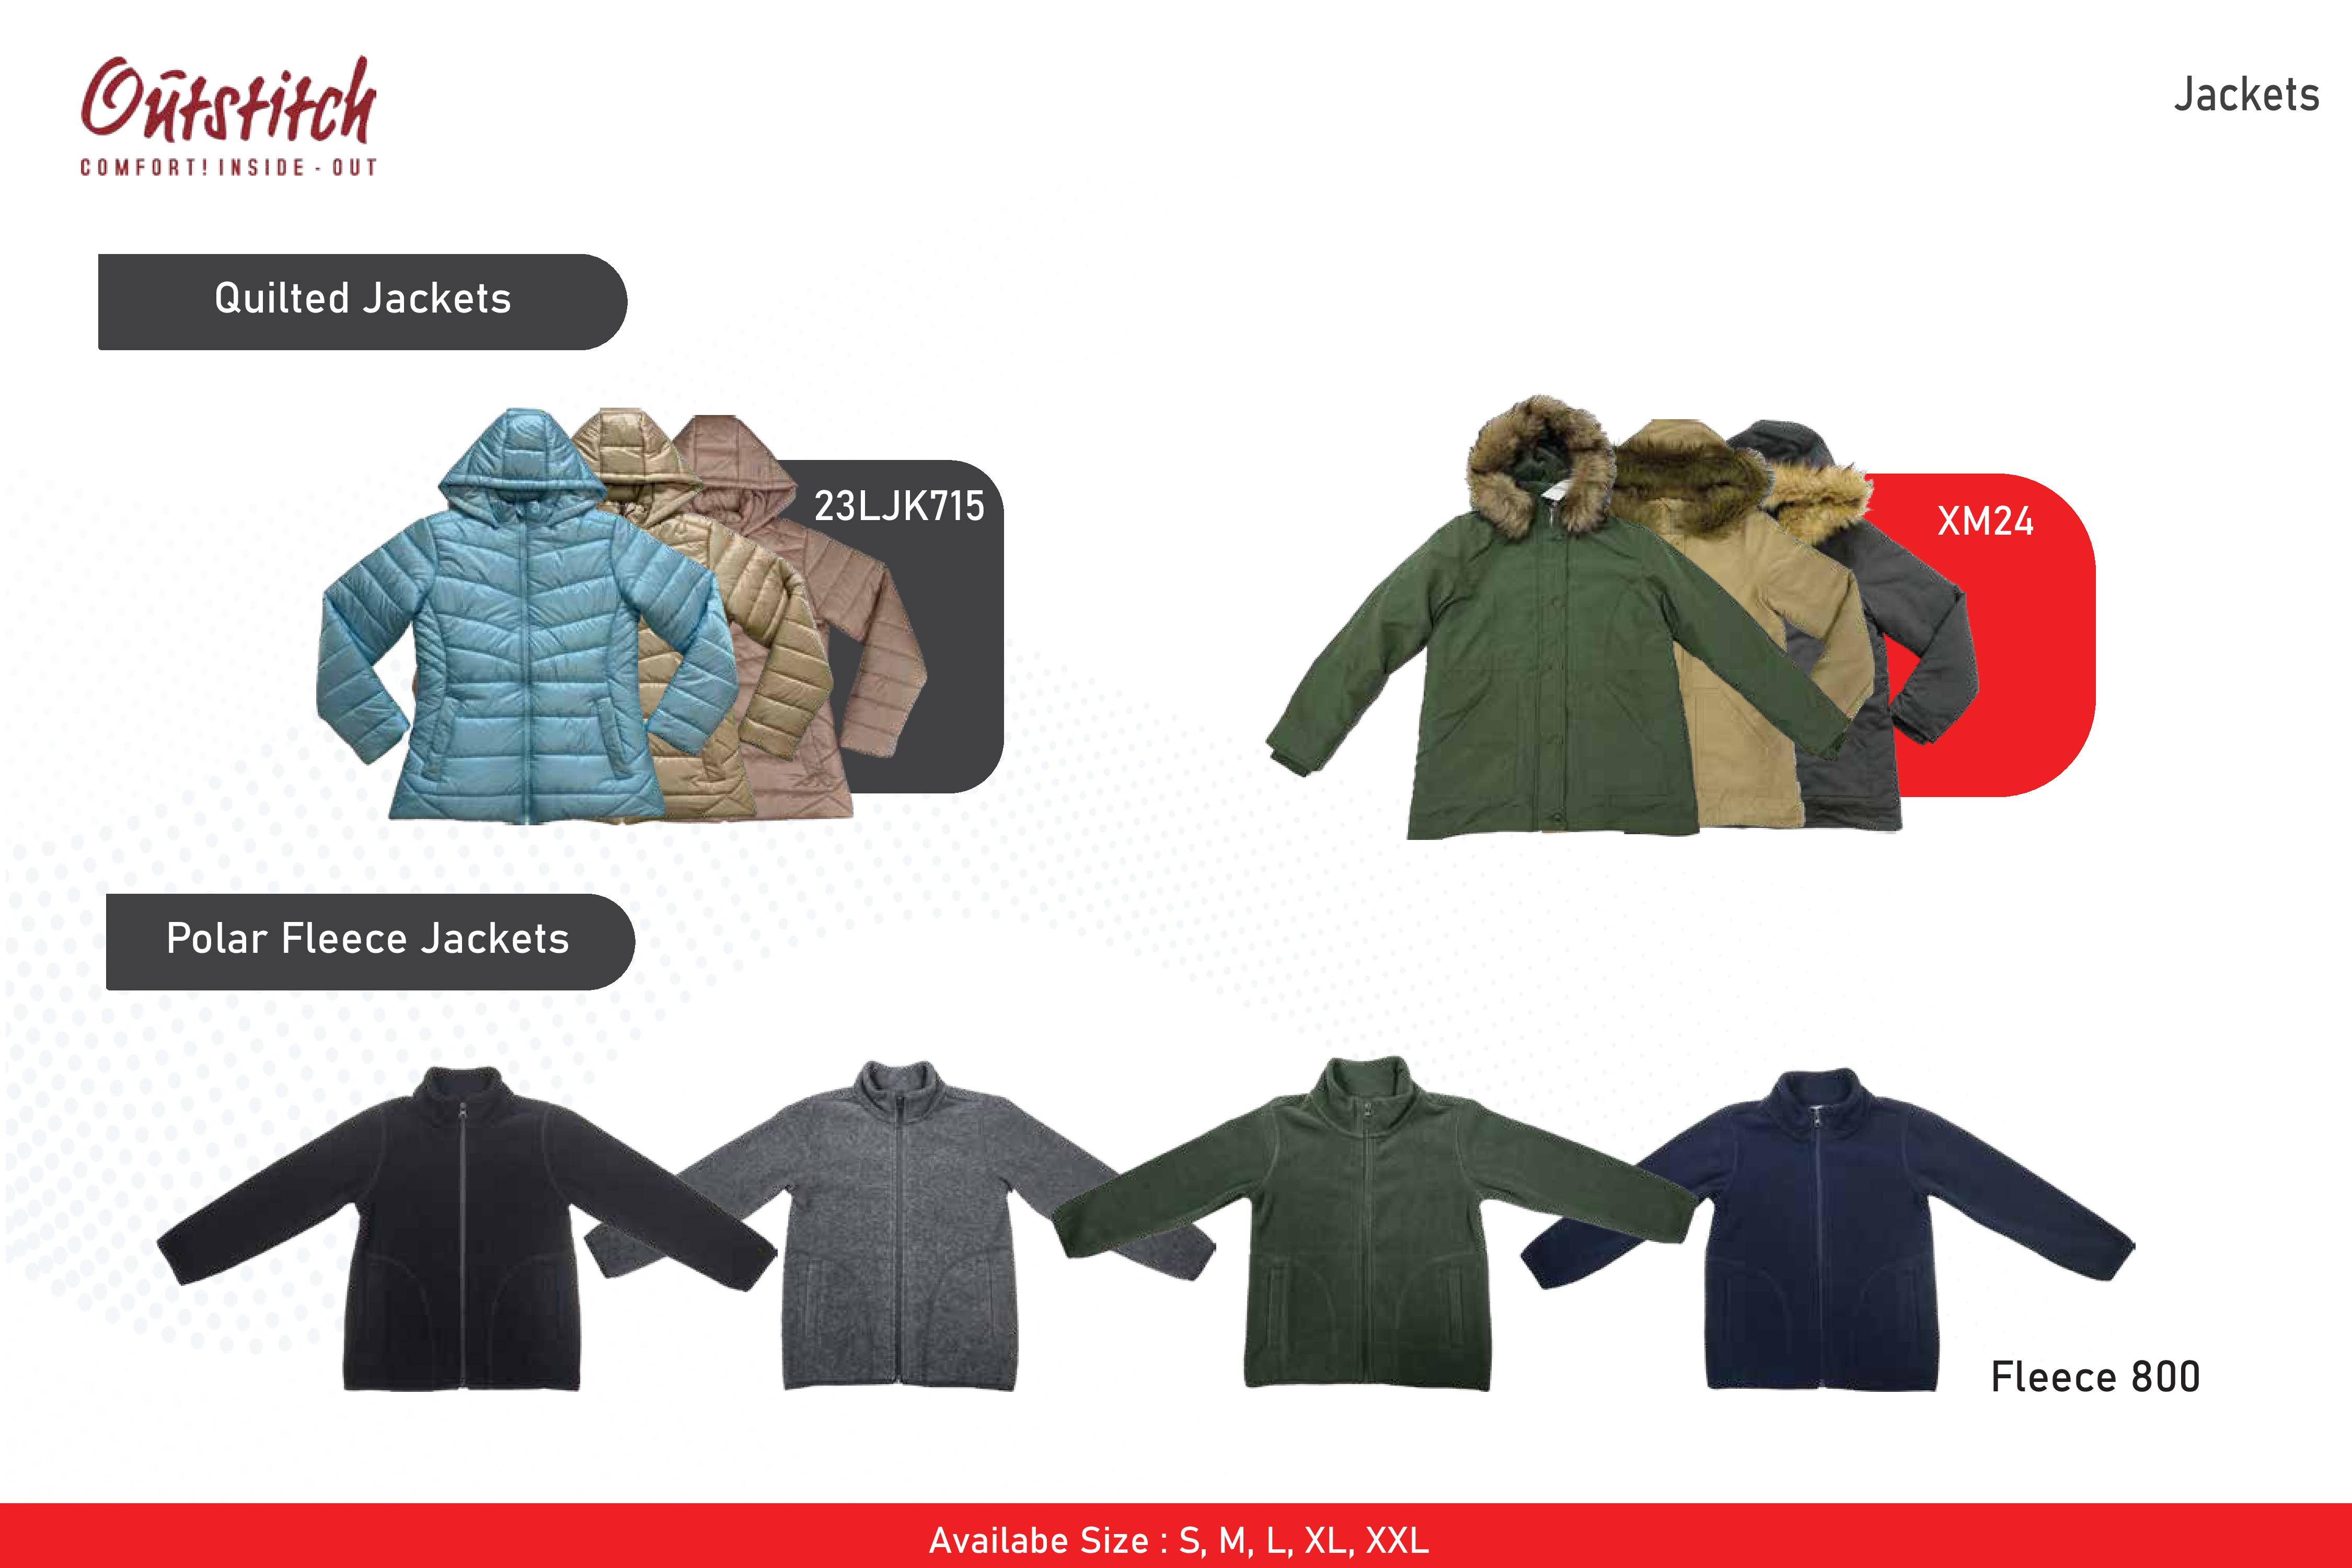 Outstitch
COMFORT! INSIDE - OUT
Jackets
Quilted Jackets
23LJK715
XM24
Polar Fleece Jackets
Fleece 800
Availabe Size : S, M, L, XL, XXL